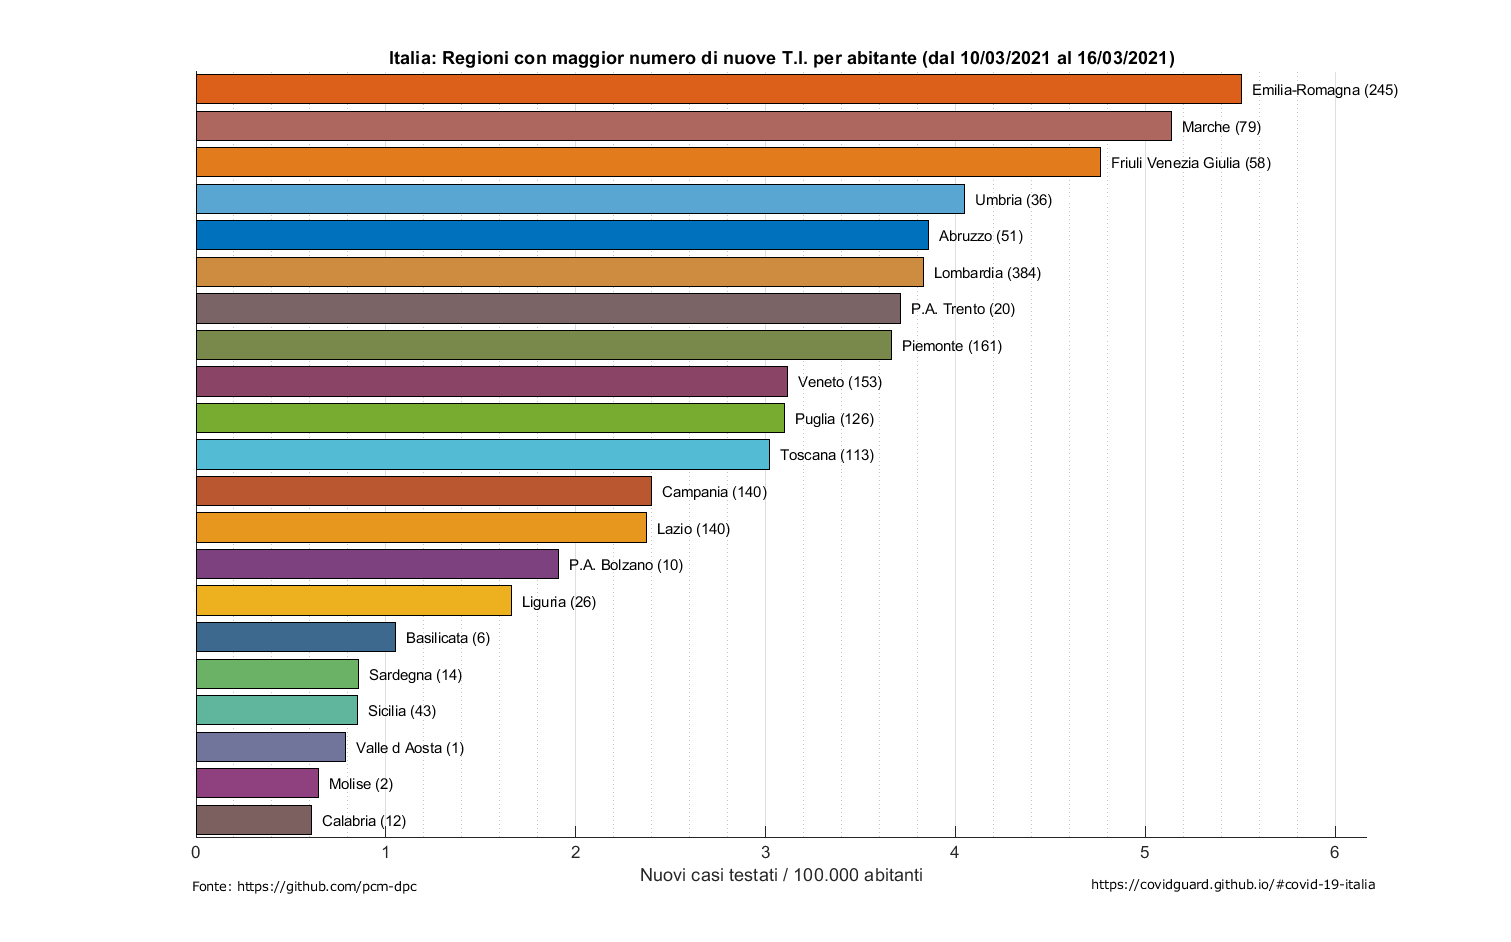 Italia: Regioni con maggior numero di nuove T.I. per abitante (dal 10/03/2021 al 16/03/2021)
Emilia-Romagna (245)
Marche (79)
Friuli Venezia Giulia (58)
Umbria (36)
Abruzzo (51)
Lombardia (384)
P.A. Trento (20)
Piemonte (161)
Veneto (153)
Puglia (126)
Toscana (113)
Campania (140)
Lazio (140)
P.A. Bolzano (10)
Liguria (26)
Basilicata (6)
Sardegna (14)
Sicilia (43)
Valle d Aosta (1)
Molise (2)
Calabria (12)
0 1 2 3 4 5 6
Nuovi casi testati / 100.000 abitanti
Fonte: https://github.com/pcm-dpc
https://covidguard.github.io/#covid-19-italia